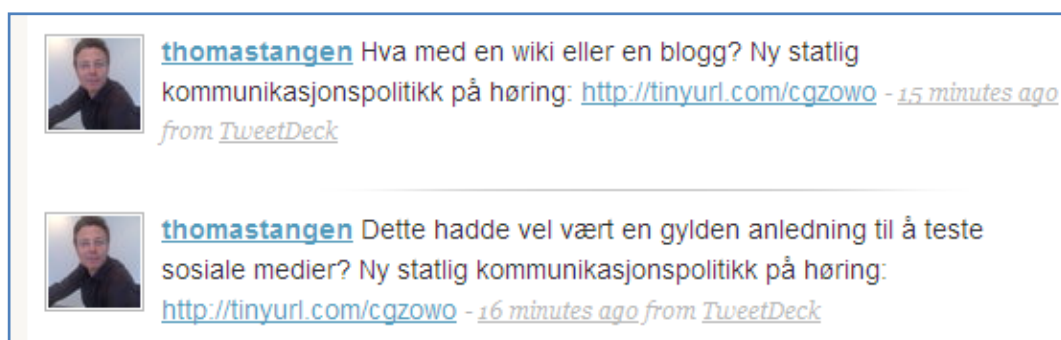 thomastangen Hva med en wiki eller en blogg? Ny statlig
kommunikasjonspolitikk på høring: http://tinyurl.com/cgzowo - 15 minutes ago
from TweetDeck
thomastangen Dette hadde vel vært en gylden anledning til å teste
sosiale medier? Ny statlig kommunikasjonspolitikk på høring:
http://tinyurl.com/cgzowo - 16 minutes ago from TweetDeck